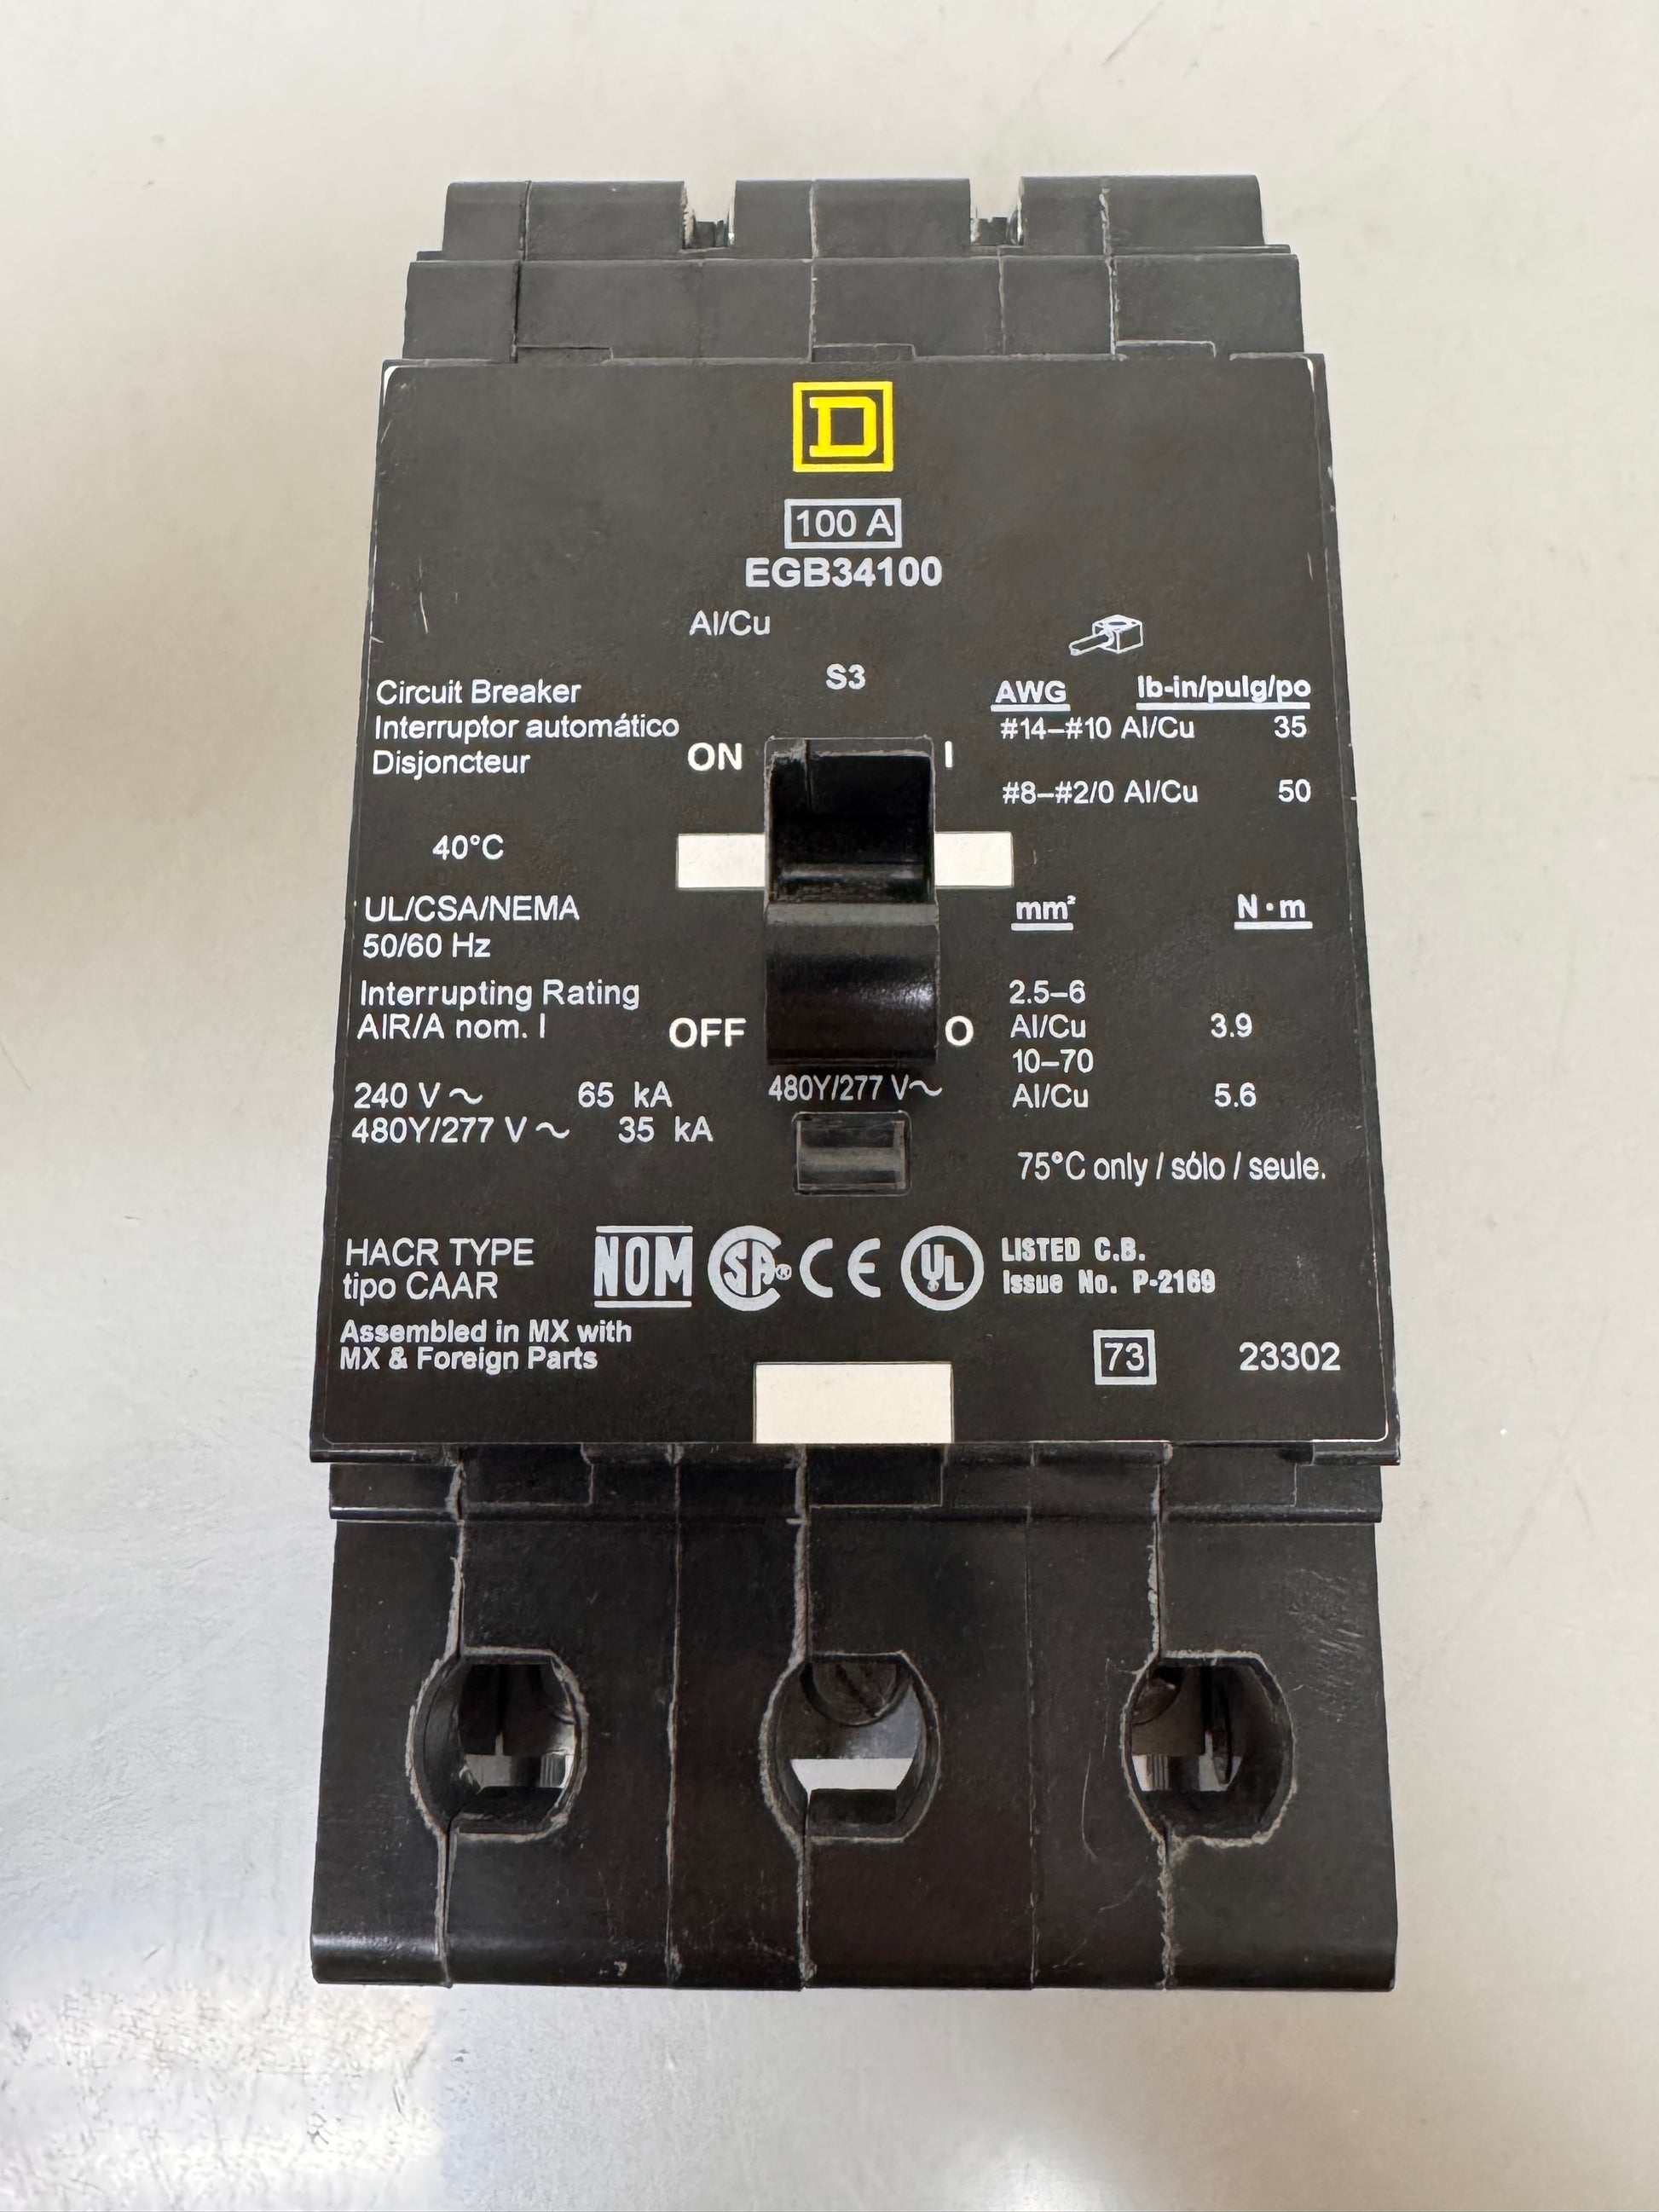 D
100 A
EGB34100
Al/Cu
S3
Circuit Breaker
Interruptor automático
Disjoncteur
AWG lb-in/pulg/po
#14–#10 Al/Cu 35
#8–#2/0 Al/Cu 50
ON I
40°C
UL/CSA/NEMA
50/60 Hz
mm² N·m
Interrupting Rating
AIR/A nom. I
OFF O
2.5–6
Al/Cu 3.9
10–70
Al/Cu 5.6
240 V ~ 65 kA
480Y/277 V ~ 35 kA
480Y/277 V~
75°C only / sólo / seule.
HACR TYPE
tipo CAAR
NOM SA® CE UL
LISTED C.B.
Issue No. P-2169
Assembled in MX with
MX & Foreign Parts
73 23302